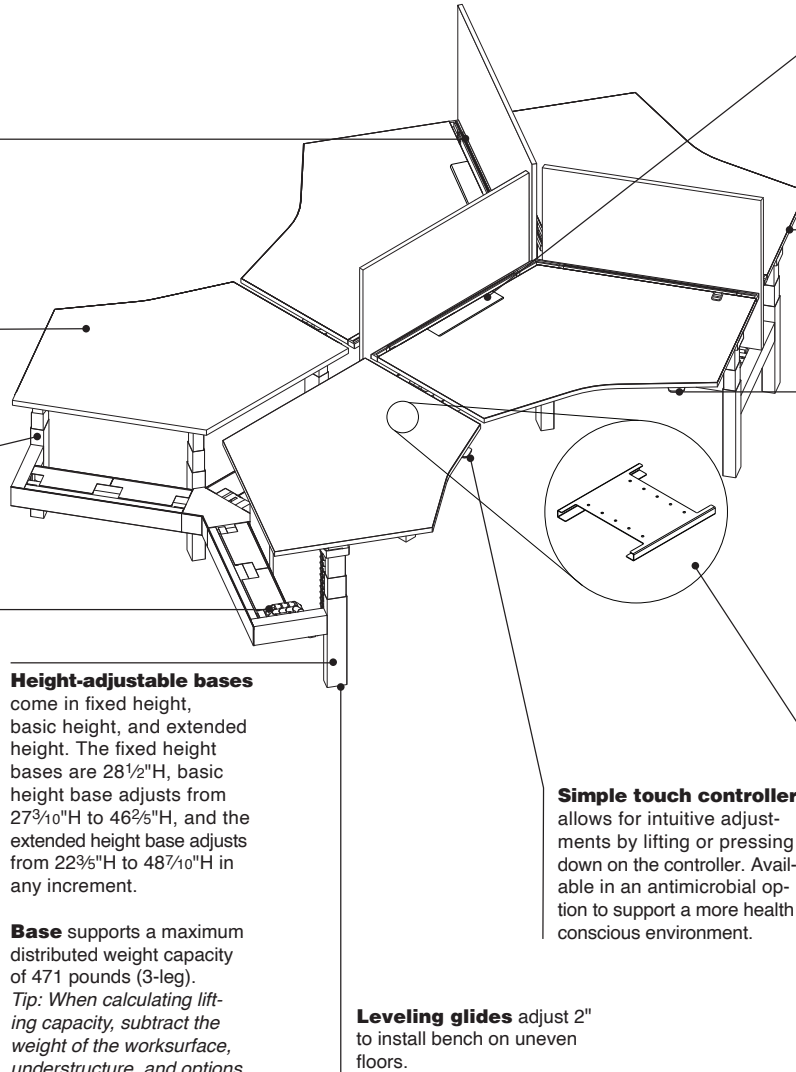 Height-adjustable bases
come in fixed height,
basic height, and extended
height. The fixed height
bases are 28½"H, basic
height base adjusts from
27³⁄₁₀"H to 46⅖"H, and the
extended height base adjusts
from 22⅗"H to 48⁷⁄₁₀"H in
any increment.
Base supports a maximum
distributed weight capacity
of 471 pounds (3-leg).
Tip: When calculating lift-
ing capacity, subtract the
weight of the worksurface,
understructure, and options
Leveling glides adjust 2"
to install bench on uneven
floors.
Simple touch controller
allows for intuitive adjust-
ments by lifting or pressing
down on the controller. Avail-
able in an antimicrobial op-
tion to support a more health
conscious environment.